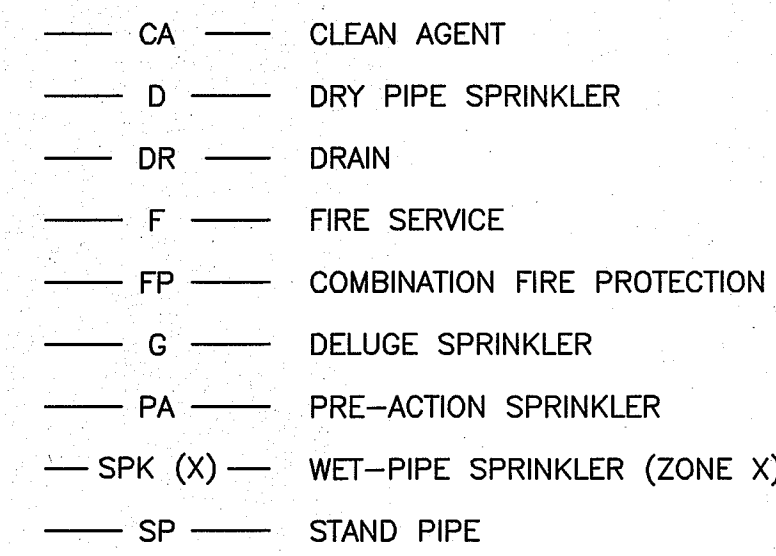 CA CLEAN AGENT
D DRY PIPE SPRINKLER
DR DRAIN
F FIRE SERVICE
FP COMBINATION FIRE PROTECTION
G DELUGE SPRINKLER
PA PRE-ACTION SPRINKLER
SPK (X) WET-PIPE SPRINKLER (ZONE X)
SP STAND PIPE